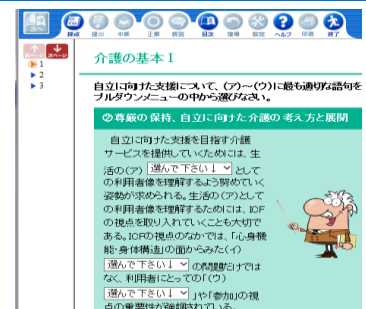 次へ
採点
提出
中断
正解
解説
目次
復帰
設定
ヘルプ
印刷
終了
前ページ 次ページ
1
2
3
介護の基本Ⅰ
自立に向けた支援について、(ア)～(ウ)に最も適切な語句を
プルダウンメニューの中から選びなさい。
②尊厳の保持、自立に向けた介護の考え方と展開
自立に向けた支援を目指す介護
サービスを提供していくためには、生
活の(ア) 選んで下さい↓ として
の利用者像を理解するよう努めていく
姿勢が求められる。生活の(ア)として
の利用者像を理解するためには、ICF
の視点を取り入れていくことも大切で
ある。ICFの視点のなかでは、「心身機
能・身体構造」の面からみた(イ)
選んで下さい↓ の問題だけでは
なく、利用者にとっての「(ウ)
選んで下さい↓ 」や「参加」の視
点の重要性が強調されている。